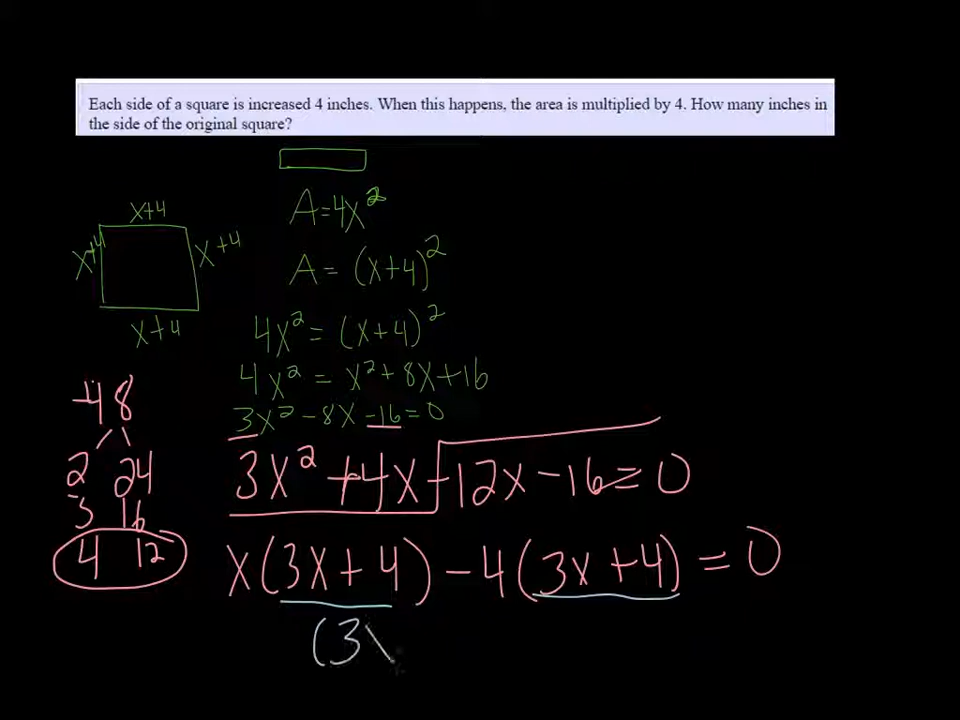 Each side of a square is increased 4 inches. When this happens, the area is multiplied by 4. How many inches in
the side of the original square?
A=4x²
x+4
x+4
x+4
A= (x+4)²
x+4
4x² = (x+4)²
4x² = x²+8x+16
3x²-8x-16=0
-48
2 24
3 16
4 12
3x²+4x-12x-16=0
x(3x+4)-4(3x+4)=0
(3